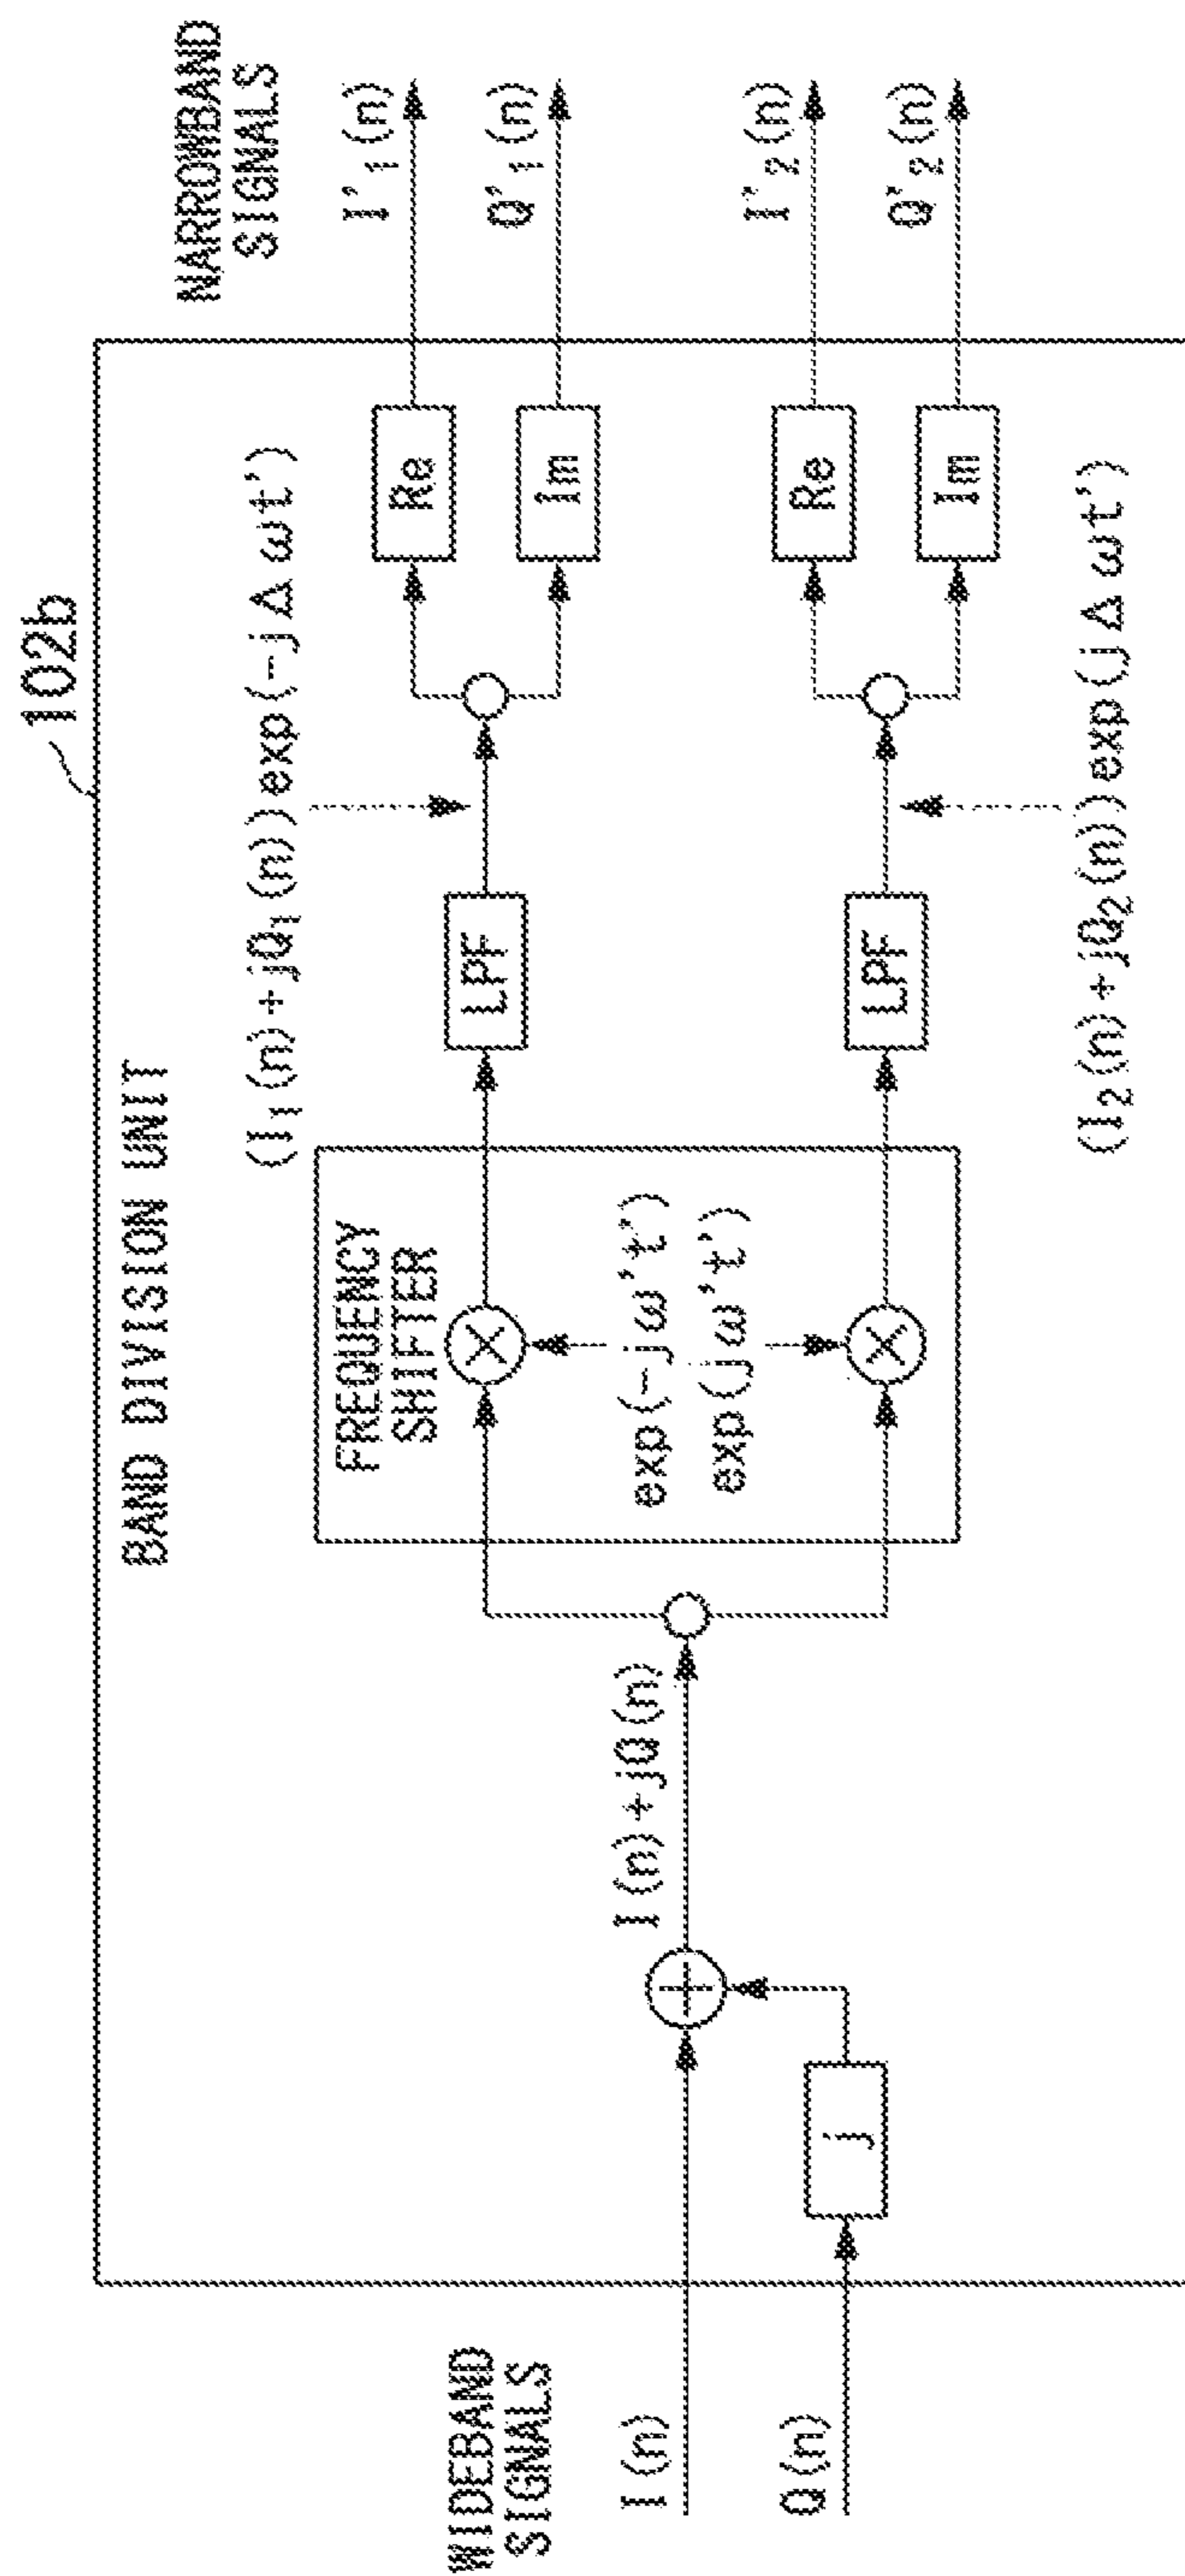 102b
BAND DIVISION UNIT
WIDEBAND
SIGNALS
I(n)
Q(n)
j
I(n)+jQ(n)
FREQUENCY
SHIFTER
exp(-jω't')
exp(jω't')
LPF
LPF
(I₁(n)+jQ₁(n))exp(-jΔωt')
(I₂(n)+jQ₂(n))exp(jΔωt')
Re
Im
Re
Im
NARROWBAND
SIGNALS
I'₁(n)
Q'₁(n)
I'₂(n)
Q'₂(n)